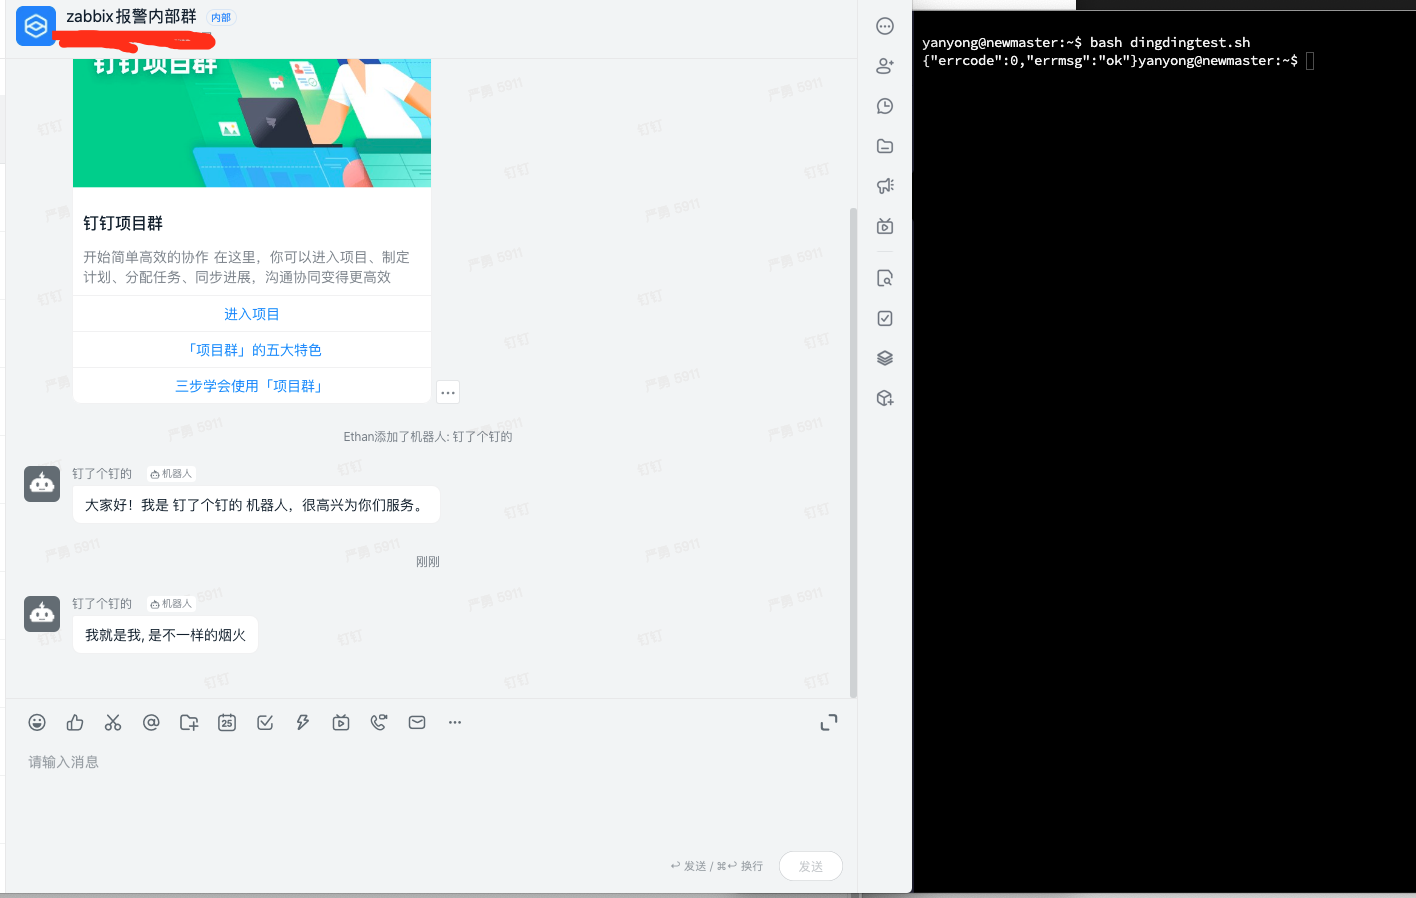 zabbix报警内部群 内部
钉钉项目群
钉钉项目群
开始简单高效的协作 在这里，你可以进入项目、制定
计划、分配任务、同步进展，沟通协同变得更高效
进入项目
「项目群」的五大特色
三步学会使用「项目群」
Ethan添加了机器人: 钉了个钉的
钉了个钉的 机器人
大家好！我是 钉了个钉的 机器人，很高兴为你们服务。
刚刚
钉了个钉的 机器人
我就是我, 是不一样的烟火
25
请输入消息
↩ 发送 / ⌘↩ 换行
发送
yanyong@newmaster:~$ bash dingdingtest.sh
{"errcode":0,"errmsg":"ok"}yanyong@newmaster:~$